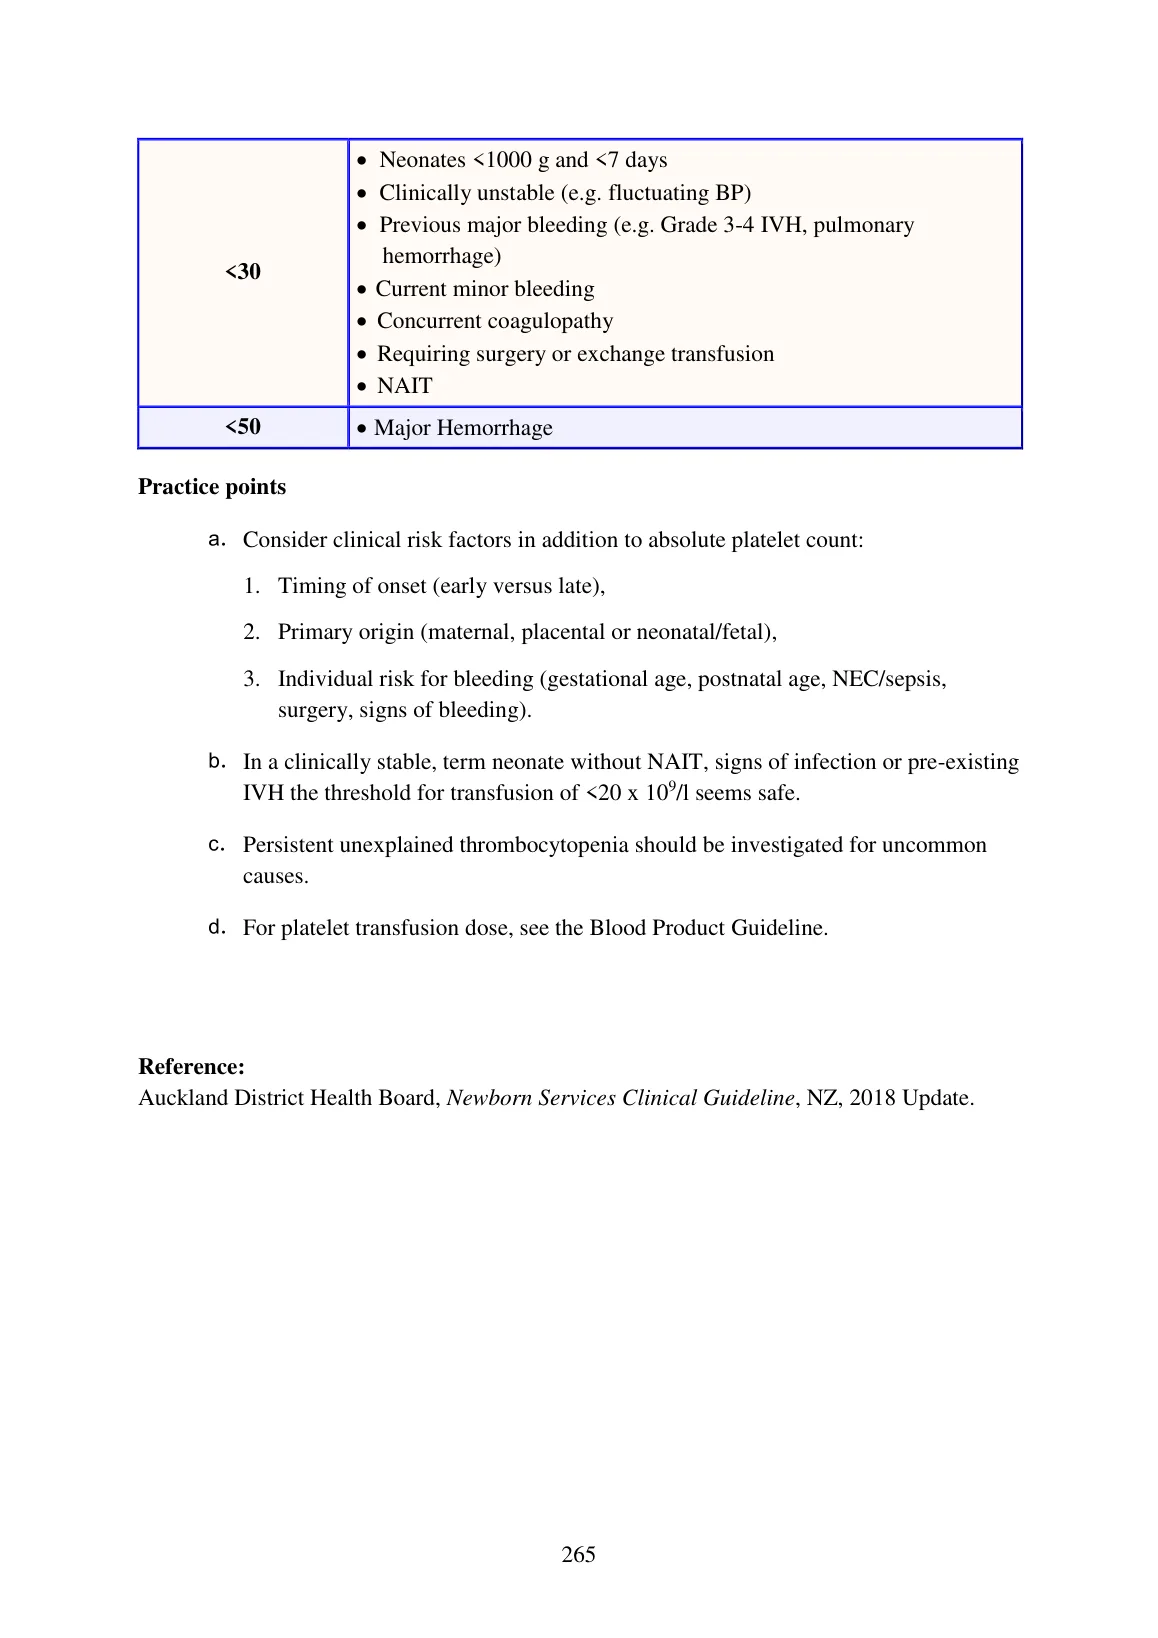 <30
• Neonates <1000 g and <7 days
• Clinically unstable (e.g. fluctuating BP)
• Previous major bleeding (e.g. Grade 3-4 IVH, pulmonary
hemorrhage)
• Current minor bleeding
• Concurrent coagulopathy
• Requiring surgery or exchange transfusion
• NAIT
<50
• Major Hemorrhage
Practice points
a. Consider clinical risk factors in addition to absolute platelet count:
1. Timing of onset (early versus late),
2. Primary origin (maternal, placental or neonatal/fetal),
3. Individual risk for bleeding (gestational age, postnatal age, NEC/sepsis,
surgery, signs of bleeding).
b. In a clinically stable, term neonate without NAIT, signs of infection or pre-existing
IVH the threshold for transfusion of <20 x 10⁹/l seems safe.
c. Persistent unexplained thrombocytopenia should be investigated for uncommon
causes.
d. For platelet transfusion dose, see the Blood Product Guideline.
Reference:
Auckland District Health Board, Newborn Services Clinical Guideline, NZ, 2018 Update.
265